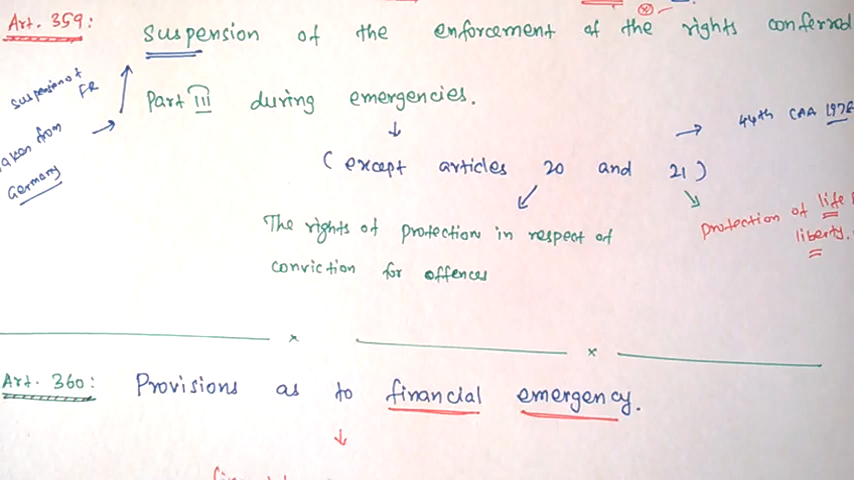 Art. 359: Suspension of the enforcement of the rights conferred
Suspension of FR
Part III during emergencies.
44th CAA
taken from Germany
(except articles 20 and 21)
protection of life
liberty.
The rights of protection in respect of
conviction for offences
Art. 360: Provisions as to financial emergency.